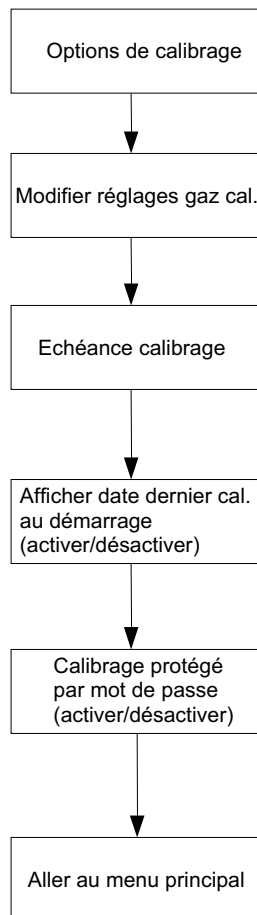 Options de calibrage
Modifier réglages gaz cal.
Echéance calibrage
Afficher date dernier cal.
au démarrage
(activer/désactiver)
Calibrage protégé
par mot de passe
(activer/désactiver)
Aller au menu principal